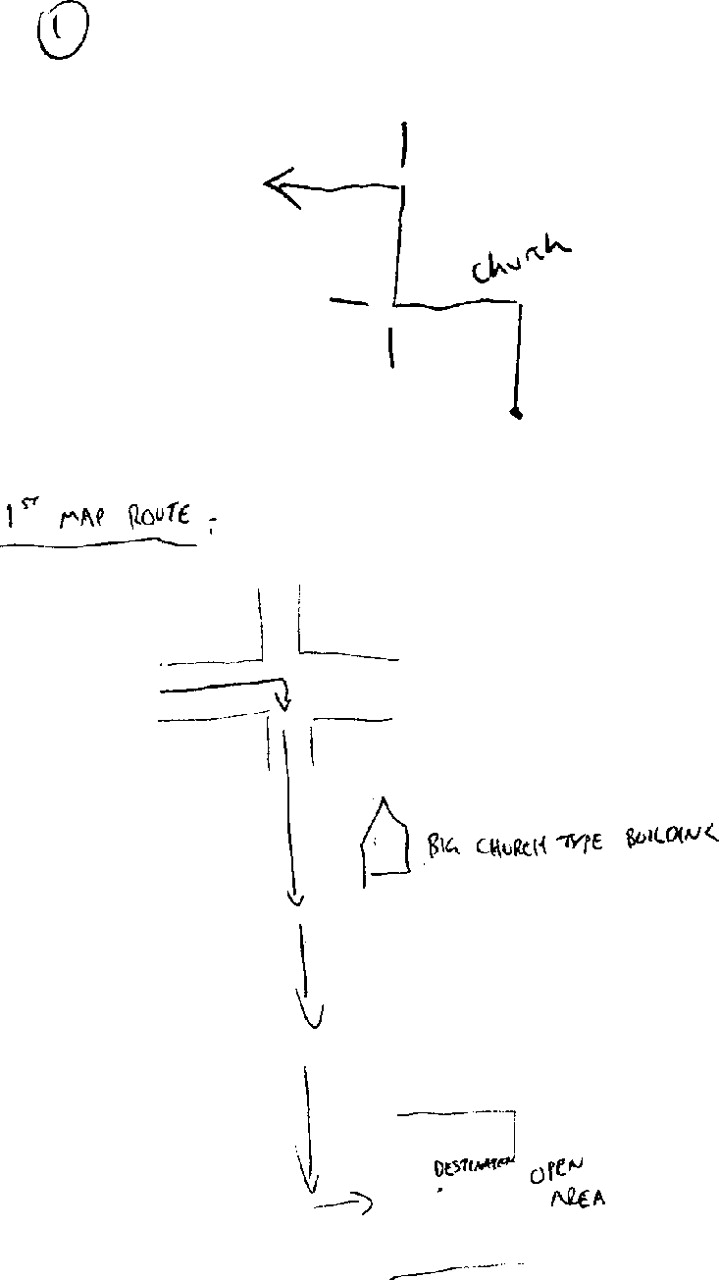 1
Church
1ST MAP ROUTE :
BIG CHURCH TYPE BUILDING
DESTINATION
OPEN
AREA